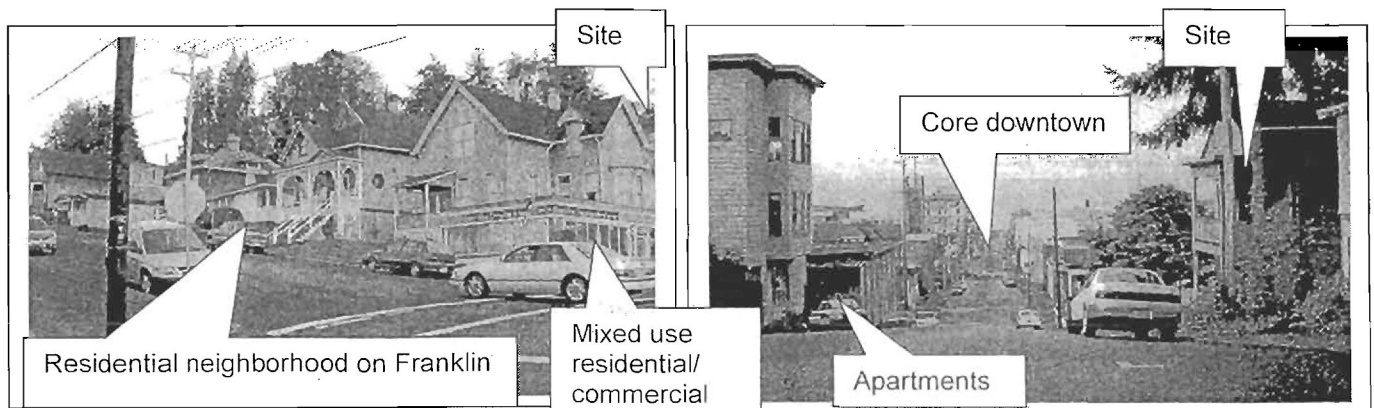 Site
Residential neighborhood on Franklin
Mixed use
residential/
commercial
Site
Core downtown
Apartments